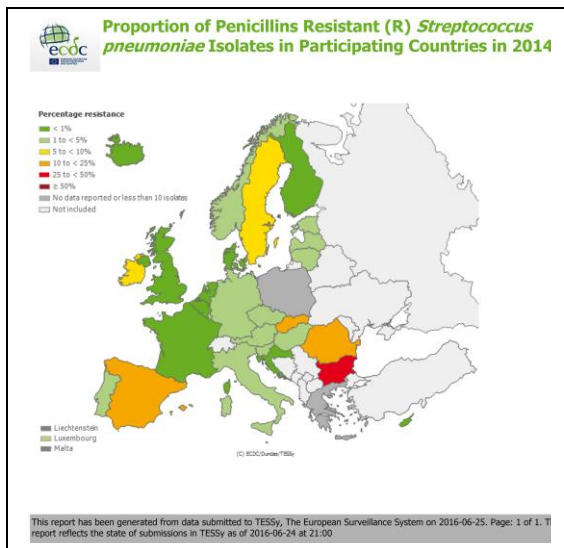 ecdc
Proportion of Penicillins Resistant (R) Streptococcus
pneumoniae Isolates in Participating Countries in 2014
Percentage resistance
< 1%
1 to < 5%
5 to < 10%
10 to < 25%
25 to < 50%
≥ 50%
No data reported or less than 10 isolates
Not included
Liechtenstein
Luxembourg
Malta
(C) ECDC/Dundas/TESSy
This report has been generated from data submitted to TESSy, The European Surveillance System on 2016-06-25. Page: 1 of 1. T
report reflects the state of submissions in TESSy as of 2016-06-24 at 21:00